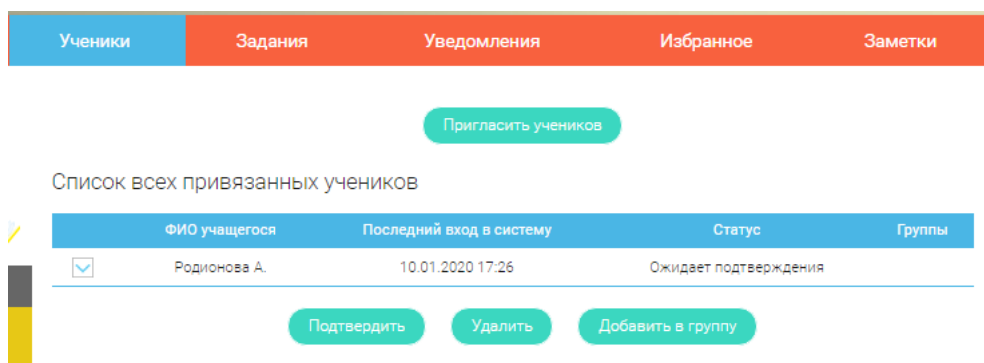 Ученики Задания Уведомления Избранное Заметки
Пригласить учеников
Список всех привязанных учеников
ФИО учащегося Последний вход в систему Статус Группы
Родионова А. 10.01.2020 17:26 Ожидает подтверждения
Подтвердить Удалить Добавить в группу